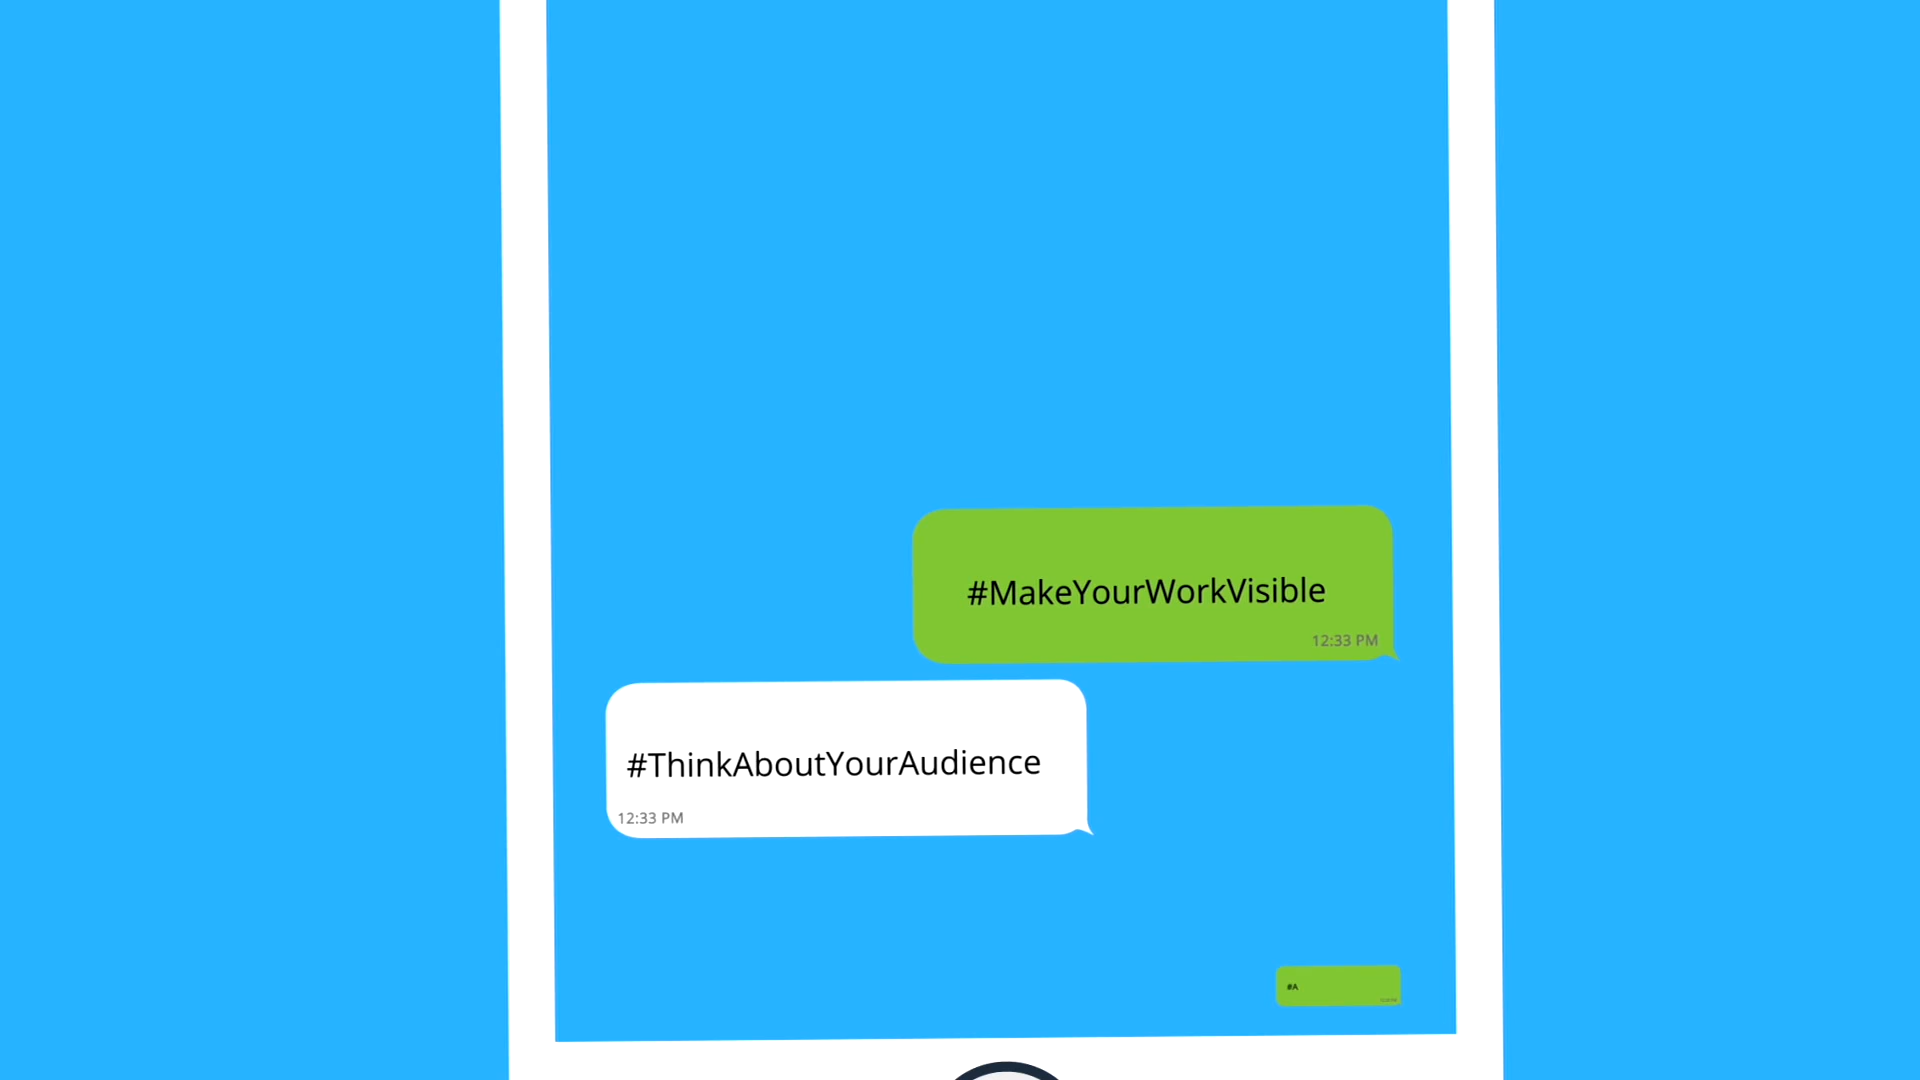 #MakeYourWorkVisible
12:33 PM
#ThinkAboutYourAudience
12:33 PM
#A